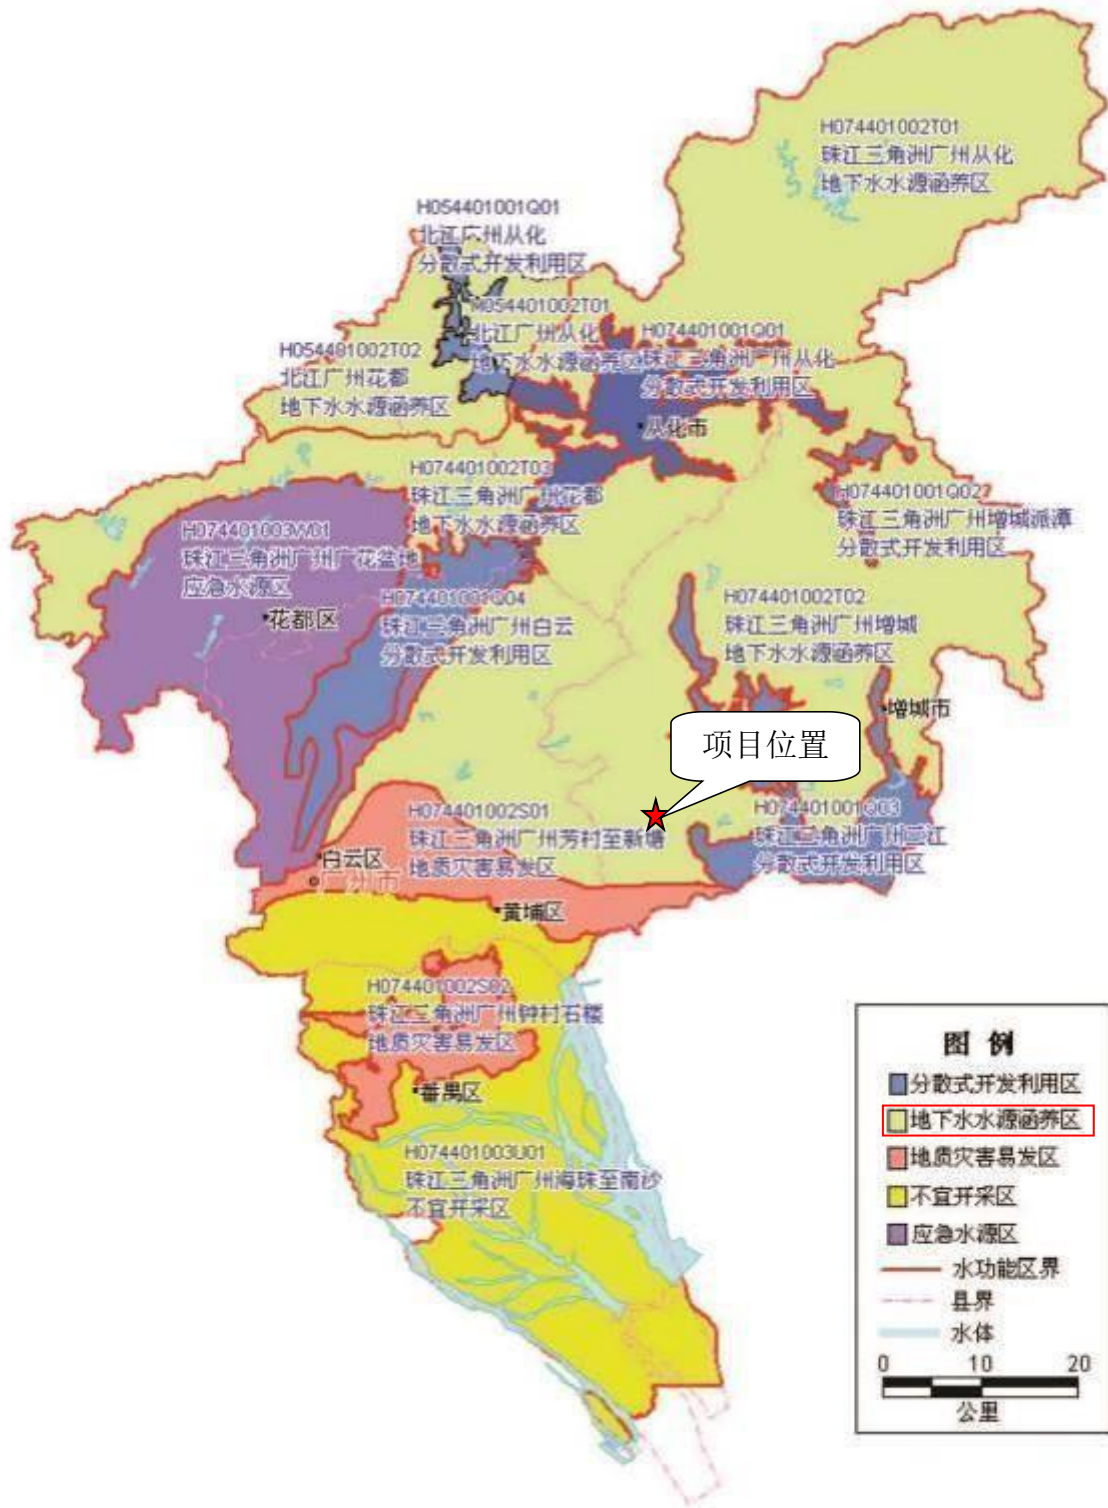 H074401002T01
珠江三角洲广州从化
地下水水源涵养区
H054401001Q01
北江广州从化
分散式开发利用区
H054401002T01
北江广州从化
地下水水源涵养区
H074401001Q01
珠江三角洲广州从化
分散式开发利用区
H054401002T02
北江广州花都
地下水水源涵养区
从化市
H074401002T03
珠江三角洲广州花都
地下水水源涵养区
H074401001Q02
珠江三角洲广州增城派潭
分散式开发利用区
H074401003W01
珠江三角洲广州广花盆地
应急水源区
花都区
H074401001Q04
珠江三角洲广州白云
分散式开发利用区
H074401002T02
珠江三角洲广州增城
地下水水源涵养区
增城市
项目位置
H074401002S01
珠江三角洲广州芳村至新塘
地质灾害易发区
H074401001Q03
珠江三角洲广州三江
分散式开发利用区
白云区
广州市
黄埔区
H074401002S02
珠江三角洲广州钟村石楼
地质灾害易发区
番禺区
H074401003U01
珠江三角洲广州海珠至南沙
不宜开采区
图 例
分散式开发利用区
地下水水源涵养区
地质灾害易发区
不宜开采区
应急水源区
水功能区界
县界
水体
0 10 20
公里